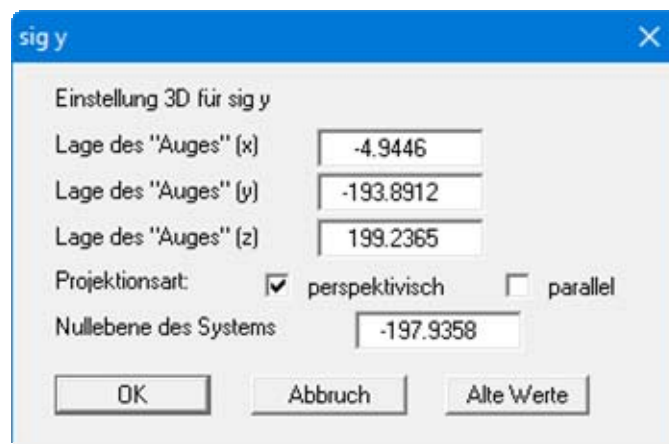 sig y
Einstellung 3D für sig y
Lage des "Auges" (x) -4.9446
Lage des "Auges" (y) -193.8912
Lage des "Auges" (z) 199.2365
Projektionsart: perspektivisch parallel
Nullebene des Systems -197.9358
OK Abbruch Alte Werte